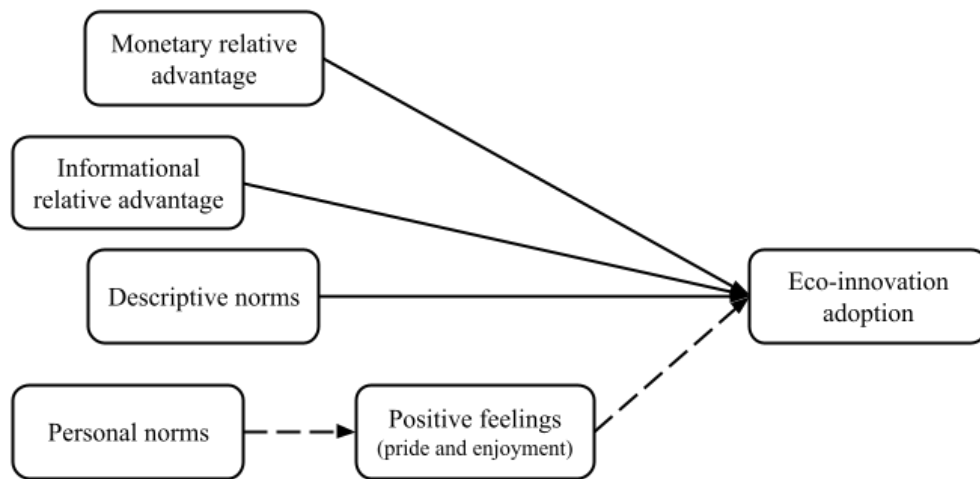 Monetary relative
advantage
Informational
relative advantage
Descriptive norms
Eco-innovation
adoption
Personal norms
Positive feelings
(pride and enjoyment)